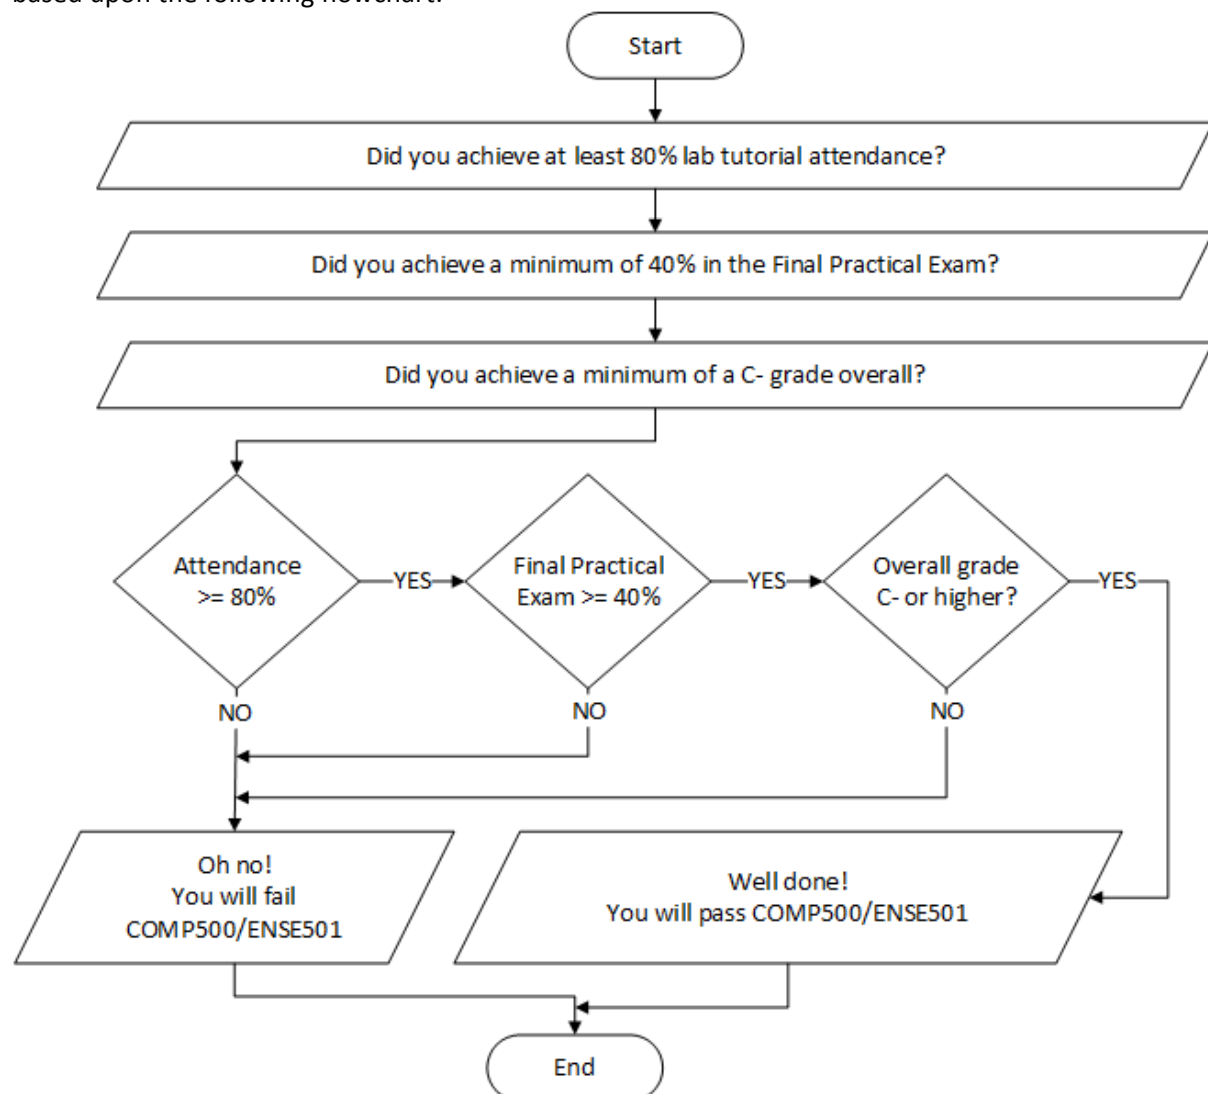 based upon the following flowchart:
Start
Did you achieve at least 80% lab tutorial attendance?
Did you achieve a minimum of 40% in the Final Practical Exam?
Did you achieve a minimum of a C- grade overall?
Attendance
>= 80%
YES
Final Practical
Exam >= 40%
YES
Overall grade
C- or higher?
YES
NO
NO
NO
Oh no!
You will fail
COMP500/ENSE501
Well done!
You will pass COMP500/ENSE501
End